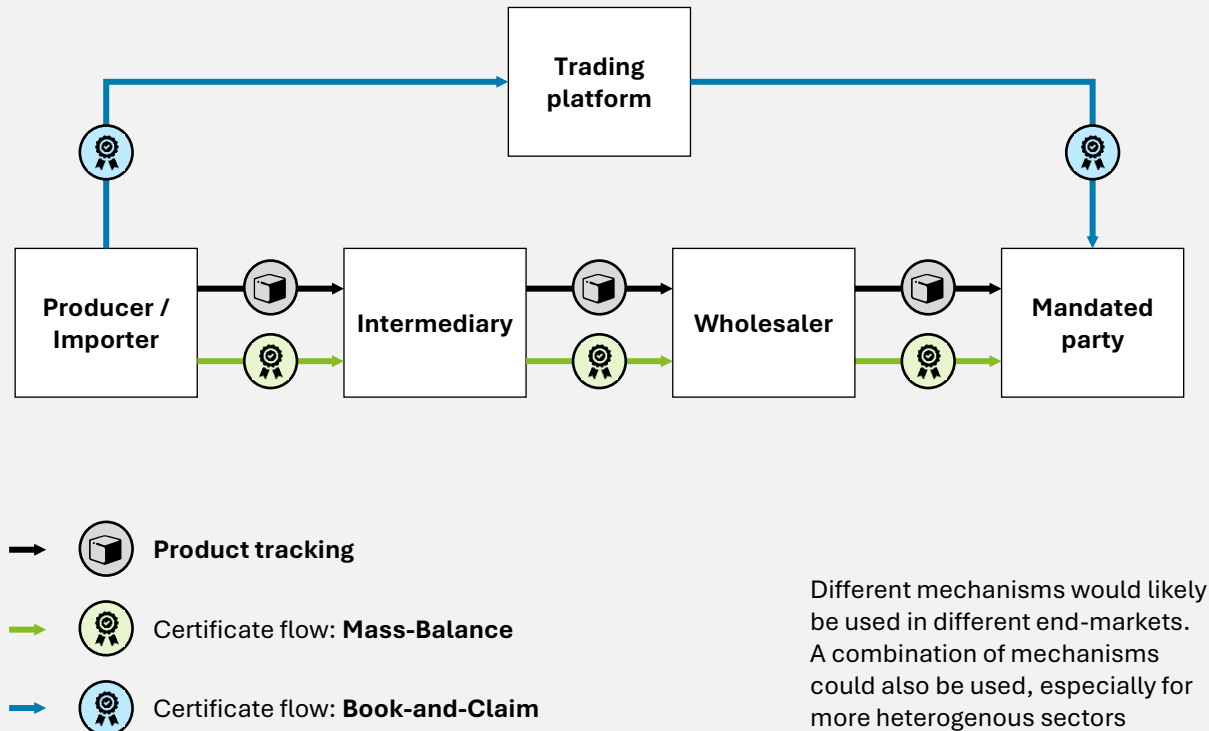 Trading
platform
Producer /
Importer
Intermediary
Wholesaler
Mandated
party
Product tracking
Certificate flow: Mass-Balance
Certificate flow: Book-and-Claim
Different mechanisms would likely
be used in different end-markets.
A combination of mechanisms
could also be used, especially for
more heterogenous sectors